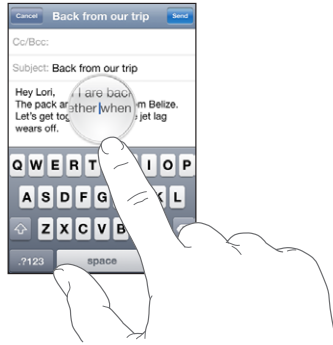 Cancel Back from our trip Send
Cc/Bcc:
Subject: Back from our trip
Hey Lori,
I are back
The pack an m Belize.
ether when
Let's get tog e jet lag
wears off.
Q W E R T I O P
A S D F G K L
Z X C V B
.?123 space